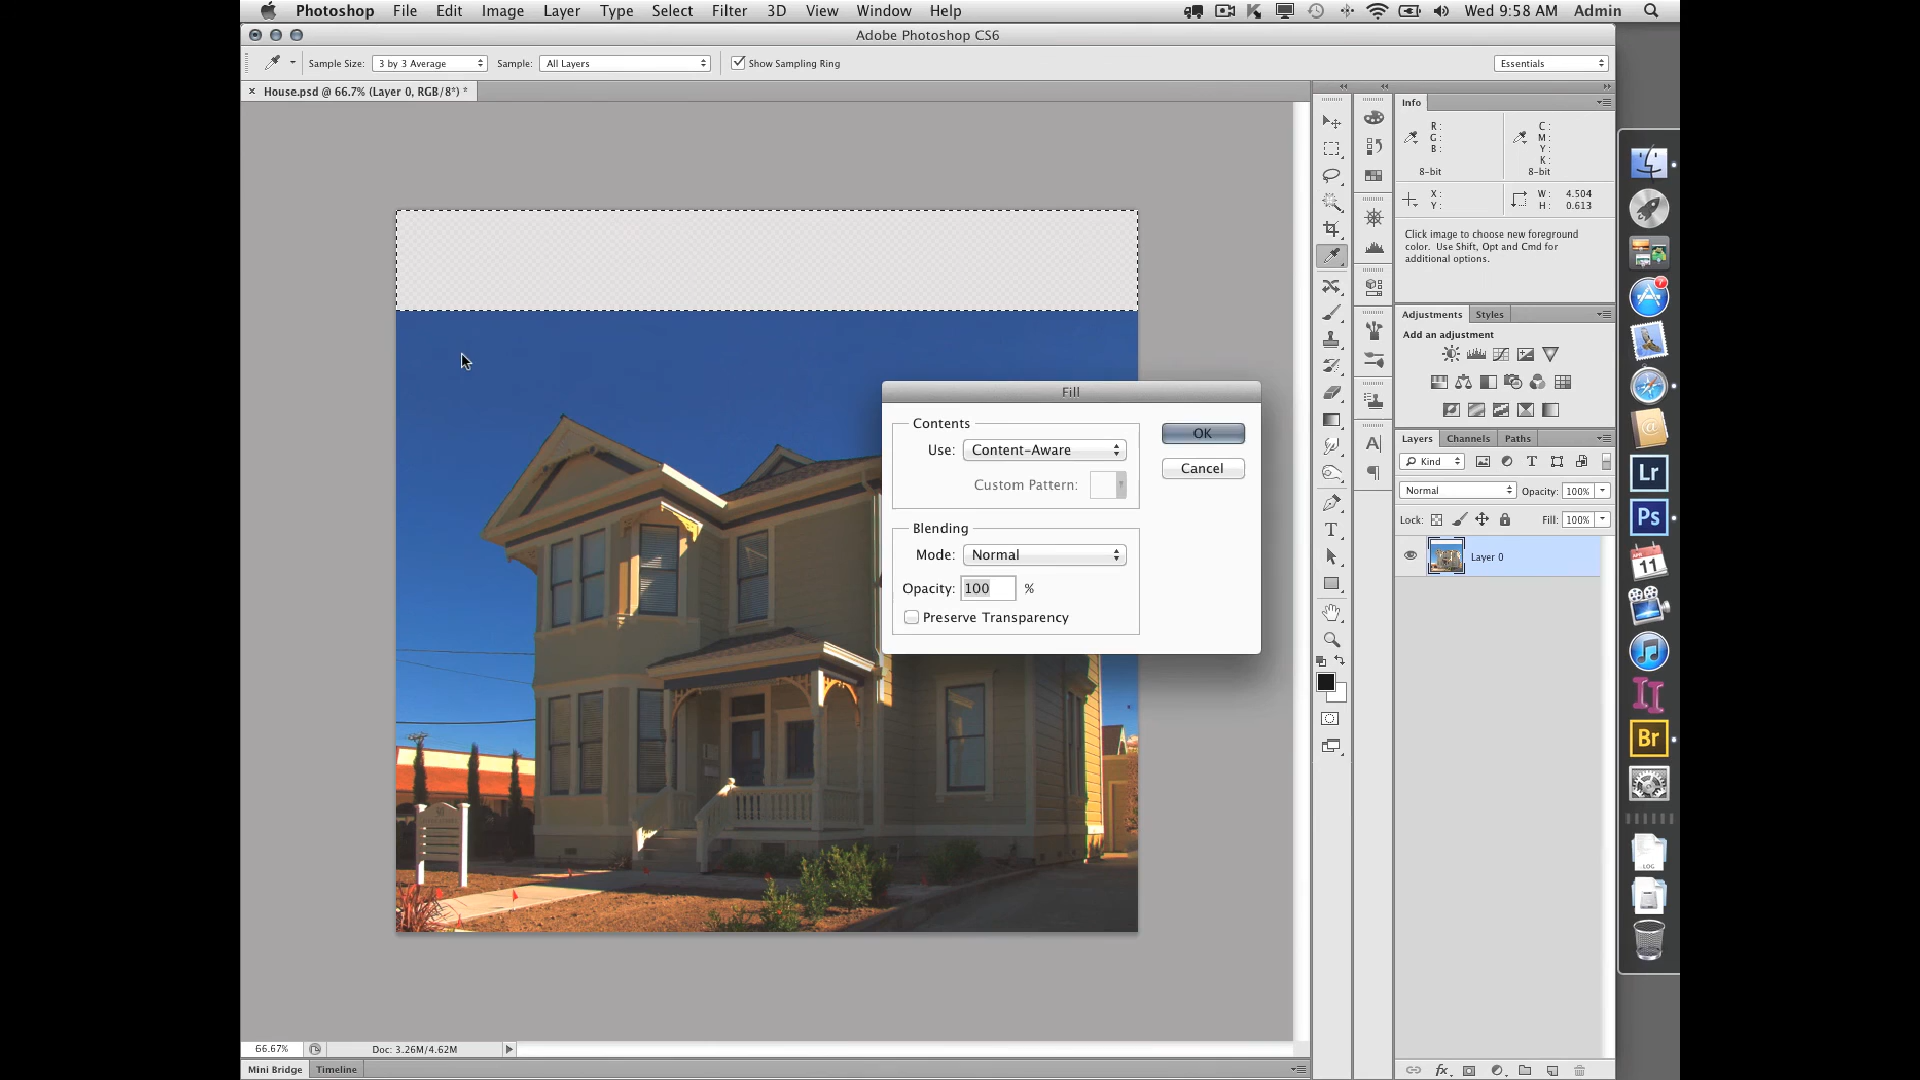 Photoshop File Edit Image Layer Type Select Filter 3D View Window Help Wed 9:58 AM Admin
Adobe Photoshop CS6
Sample Size: 3 by 3 Average Sample: All Layers Show Sampling Ring Essentials
× House.psd @ 66.7% (Layer 0, RGB/8*) *
Info
R: C:
G: M:
B: Y:
K:
8-bit 8-bit
X: W: 4.504
Y: H: 0.613
Click image to choose new foreground
color. Use Shift, Opt and Cmd for
additional options.
Adjustments Styles
Add an adjustment
Layers Channels Paths
Kind
Normal Opacity: 100%
Lock: Fill: 100%
Layer 0
Fill
Contents
Use: Content-Aware
Custom Pattern:
Blending
Mode: Normal
Opacity: 100 %
Preserve Transparency
OK
Cancel
Lr
Ps
APR
11
Br
LOG
66.67% Doc: 3.26M/4.62M
Mini Bridge Timeline
fx